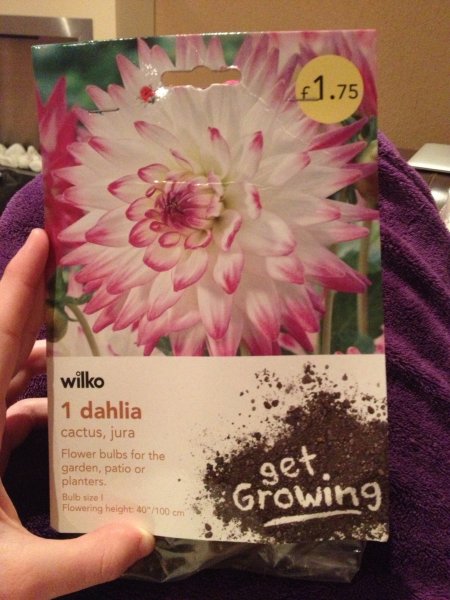 £1.75
wilko
1 dahlia
cactus, jura
Flower bulbs for the
garden, patio or
planters.
Bulb size I
Flowering height: 40"/100 cm
get
Growing